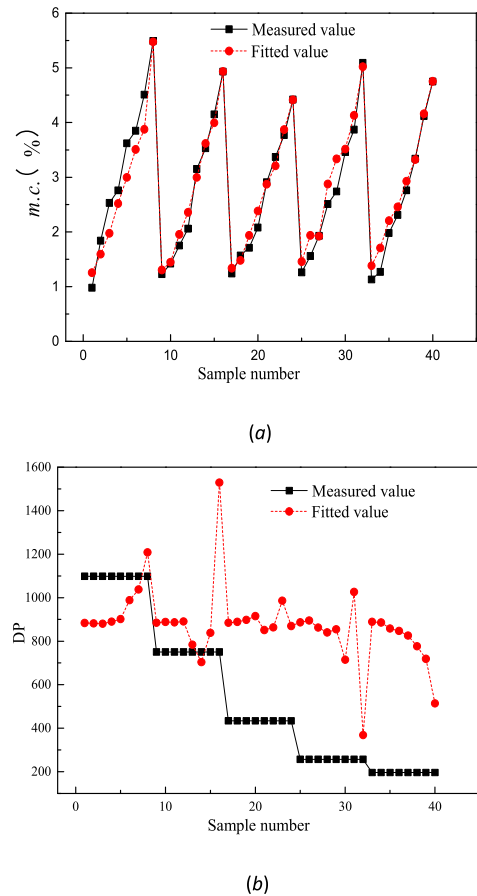 Measured value
Fitted value
6
5
4
3
2
1
0
m.c. ( %)
0
10
20
30
40
Sample number
(a)
1600
1400
1200
1000
800
600
400
200
DP
Measured value
Fitted value
0
10
20
30
40
Sample number
(b)